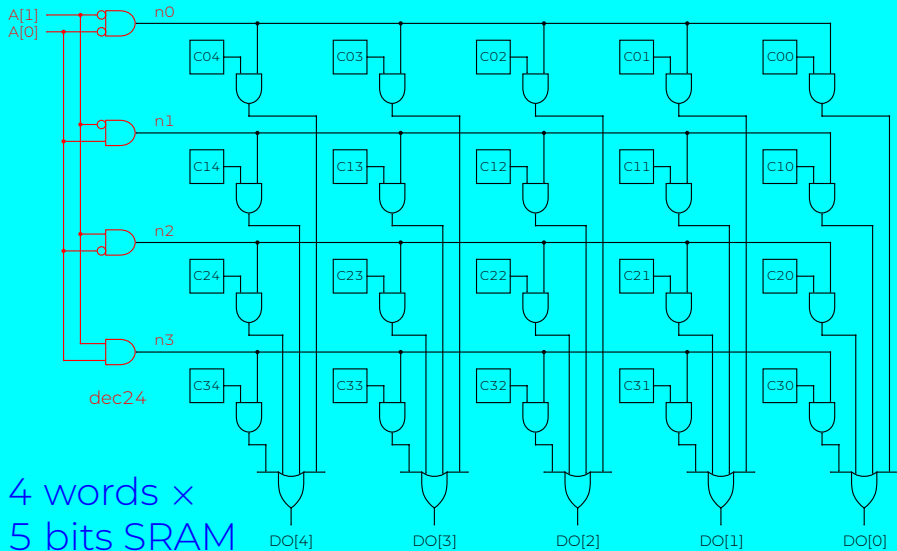 A[1]
A[0]
n0
C04 C03 C02 C01 C00
n1
C14 C13 C12 C11 C10
n2
C24 C23 C22 C21 C20
n3
C34 C33 C32 C31 C30
dec24
4 words x
5 bits SRAM
DO[4] DO[3] DO[2] DO[1] DO[0]